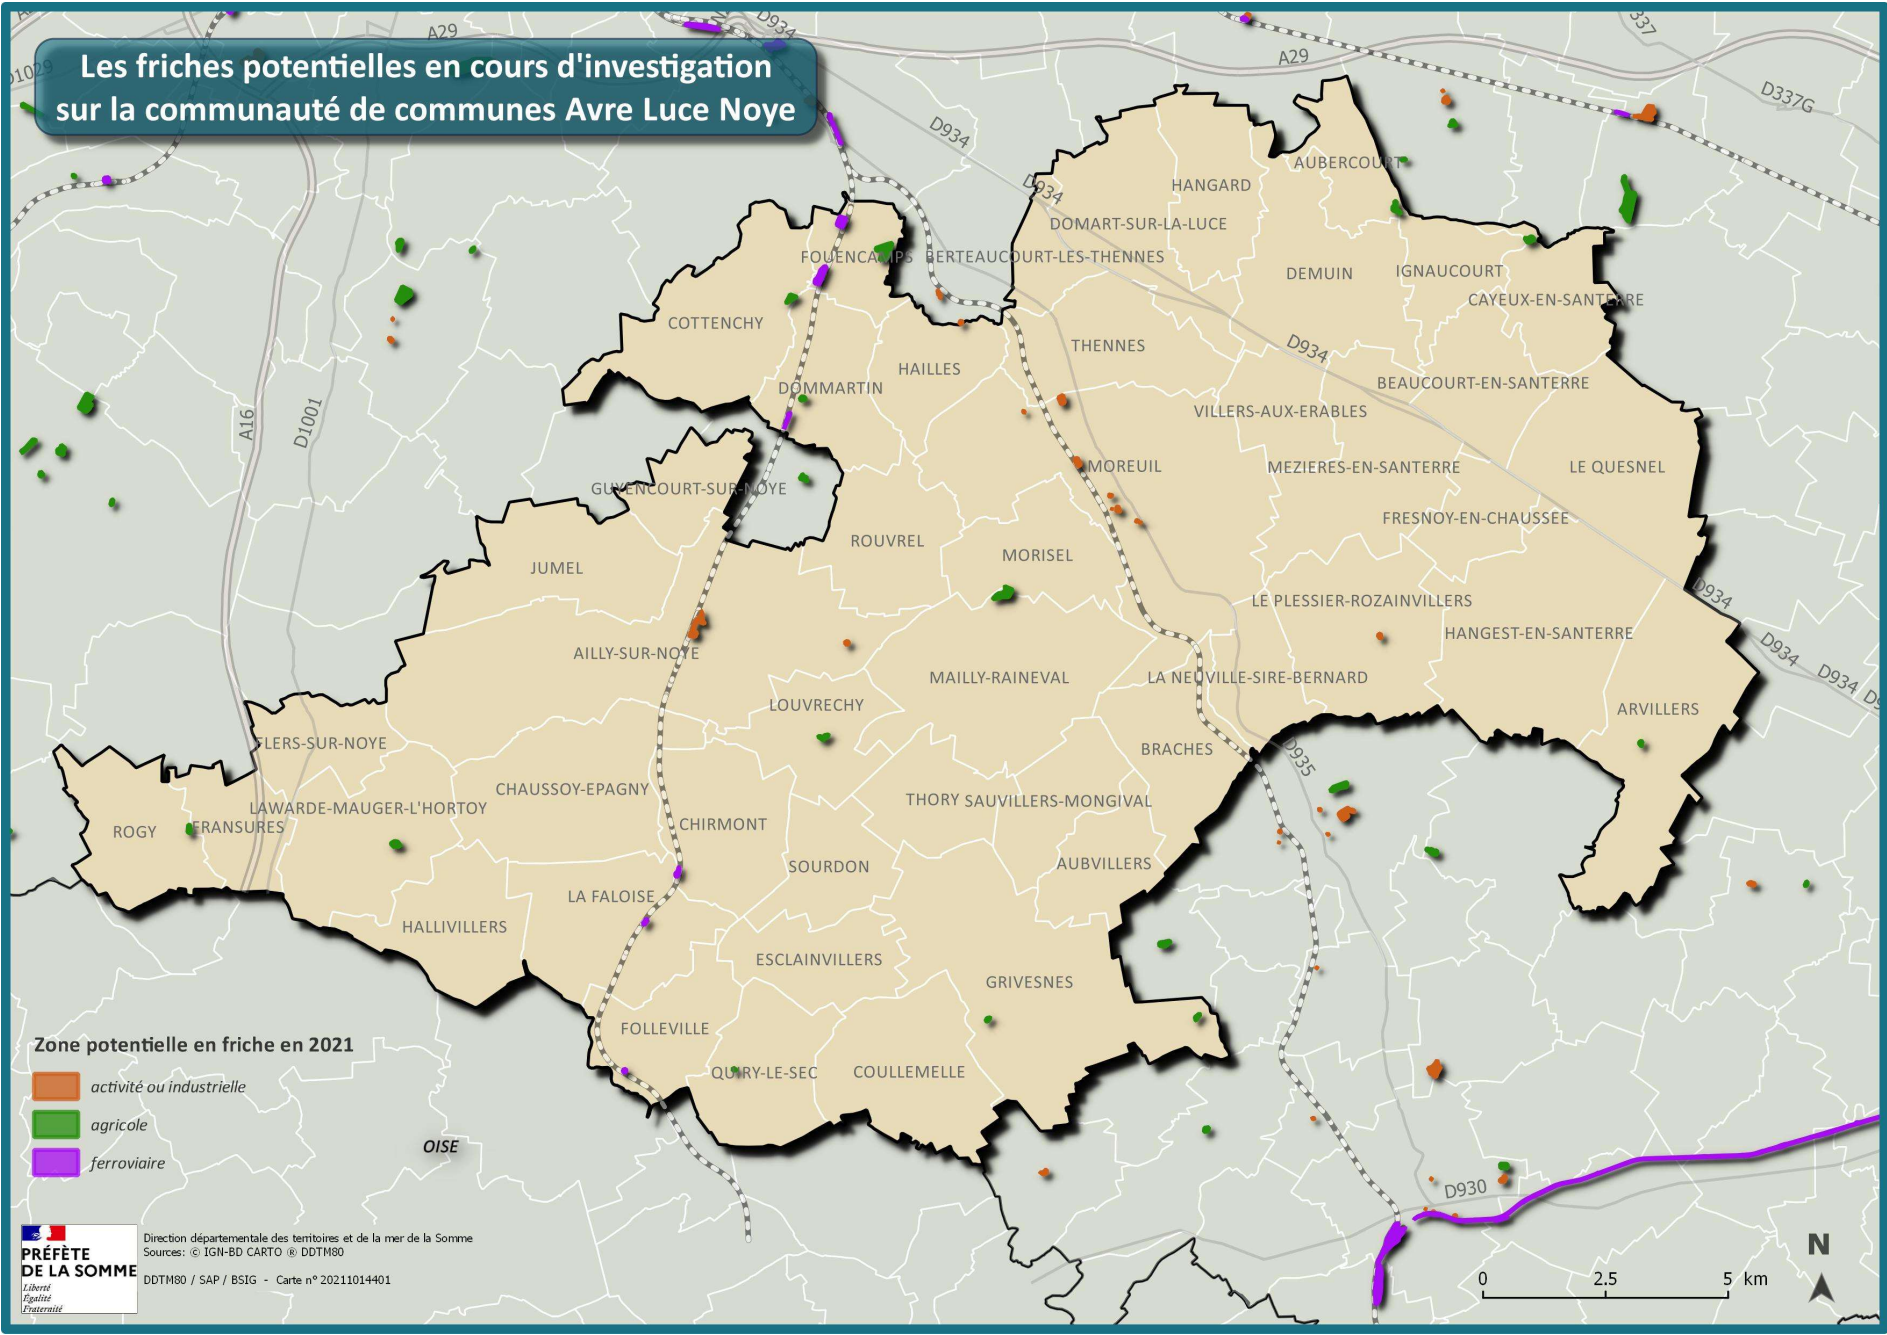 Les friches potentielles en cours d'investigation
sur la communauté de communes Avre Luce Noye
A29
D934
A29
D1029
D337G
D934
D934
AUBERCOURT
HANGARD
DOMART-SUR-LA-LUCE
FOUENCAMPS
BERTEAUCOURT-LES-THENNES
DEMUIN
IGNAUCOURT
CAYEUX-EN-SANTERRE
COTTENCHY
THENNES
D934
HAILLES
DOMMARTIN
BEAUCOURT-EN-SANTERRE
VILLERS-AUX-ERABLES
A16
D1001
MOREUIL
MEZIERES-EN-SANTERRE
LE QUESNEL
GUYENCOURT-SUR-NOYE
FRESNOY-EN-CHAUSSEE
ROUVREL
MORISEL
JUMEL
D934
LE PLESSIER-ROZAINVILLERS
HANGEST-EN-SANTERRE
AILLY-SUR-NOYE
D934
D934
MAILLY-RAINEVAL
LA NEUVILLE-SIRE-BERNARD
LOUVRECHY
ARVILLERS
FLERS-SUR-NOYE
BRACHES
D935
CHAUSSOY-EPAGNY
THORY
SAUVILLERS-MONGIVAL
LAWARDE-MAUGER-L'HORTOY
CHIRMONT
ROGY
FRANSURES
SOURDON
AUBVILLERS
LA FALOISE
HALLIVILLERS
ESCLAINVILLERS
GRIVESNES
FOLLEVILLE
QUIRY-LE-SEC
COULLEMELLE
Zone potentielle en friche en 2021
activité ou industrielle
agricole
ferroviaire
OISE
D930
PRÉFÈTE
DE LA SOMME
Liberté
Égalité
Fraternité
Direction départementale des territoires et de la mer de la Somme
Sources: © IGN-BD CARTO ® DDTM80
DDTM80 / SAP / BSIG - Carte n° 20211014401
N
0 2.5 5 km